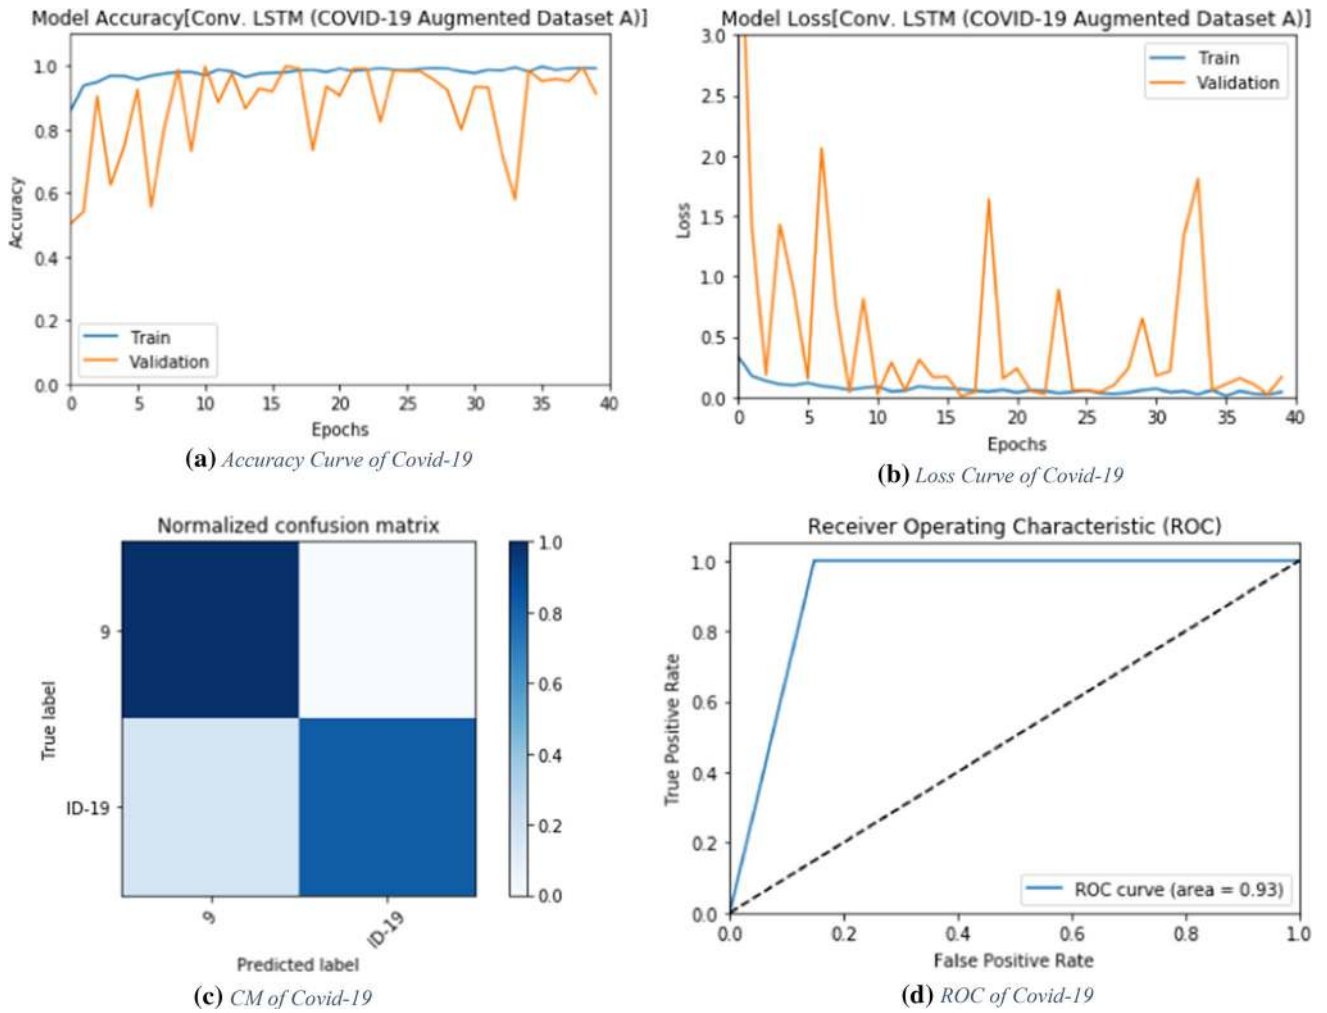 Model Accuracy[Conv. LSTM (COVID-19 Augmented Dataset A)]
1.0
0.8
0.6
0.4
0.2
0.0
Accuracy
Train
Validation
0 5 10 15 20 25 30 35 40
Epochs
(a) Accuracy Curve of Covid-19
Model Loss[Conv. LSTM (COVID-19 Augmented Dataset A)]
3.0
2.5
2.0
1.5
1.0
0.5
0.0
Loss
Train
Validation
0 5 10 15 20 25 30 35 40
Epochs
(b) Loss Curve of Covid-19
Normalized confusion matrix
True label
9
ID-19
9
ID-19
Predicted label
1.0
0.8
0.6
0.4
0.2
0.0
(c) CM of Covid-19
Receiver Operating Characteristic (ROC)
1.0
0.8
0.6
0.4
0.2
0.0
True Positive Rate
ROC curve (area = 0.93)
0.0 0.2 0.4 0.6 0.8 1.0
False Positive Rate
(d) ROC of Covid-19